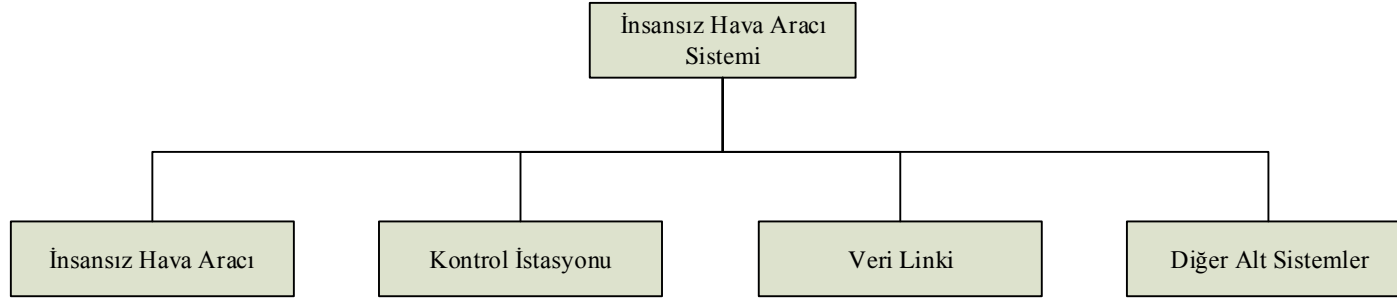 İnsansız Hava Aracı
Sistemi
İnsansız Hava Aracı
Kontrol İstasyonu
Veri Linki
Diğer Alt Sistemler